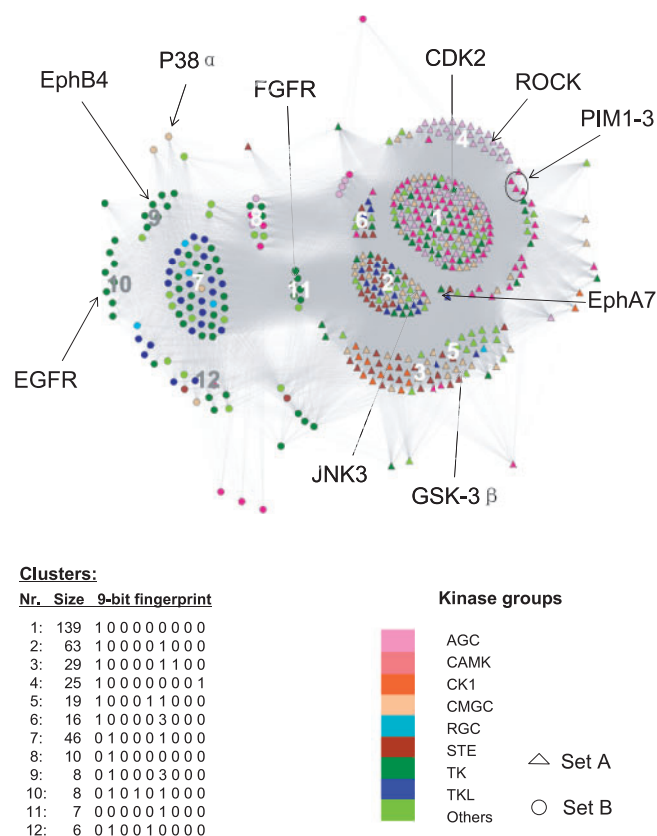 P38 α
CDK2
EphB4
FGFR
ROCK
PIM1-3
4
9
8
6
1
10
7
11
2
EphA7
5
EGFR
12
3
JNK3
GSK-3 β
Clusters:
Nr. Size 9-bit fingerprint
1: 139 1 0 0 0 0 0 0 0 0
2: 63 1 0 0 0 0 1 0 0 0
3: 29 1 0 0 0 0 1 1 0 0
4: 25 1 0 0 0 0 0 0 0 1
5: 19 1 0 0 0 1 1 0 0 0
6: 16 1 0 0 0 0 3 0 0 0
7: 46 0 1 0 0 0 1 0 0 0
8: 10 0 1 0 0 0 0 0 0 0
9: 8 0 1 0 0 0 3 0 0 0
10: 8 0 1 0 1 0 1 0 0 0
11: 7 0 0 0 0 0 1 0 0 0
12: 6 0 1 0 0 1 0 0 0 0
Kinase groups
AGC
CAMK
CK1
CMGC
RGC
STE
TK
TKL
Others
Set A
Set B